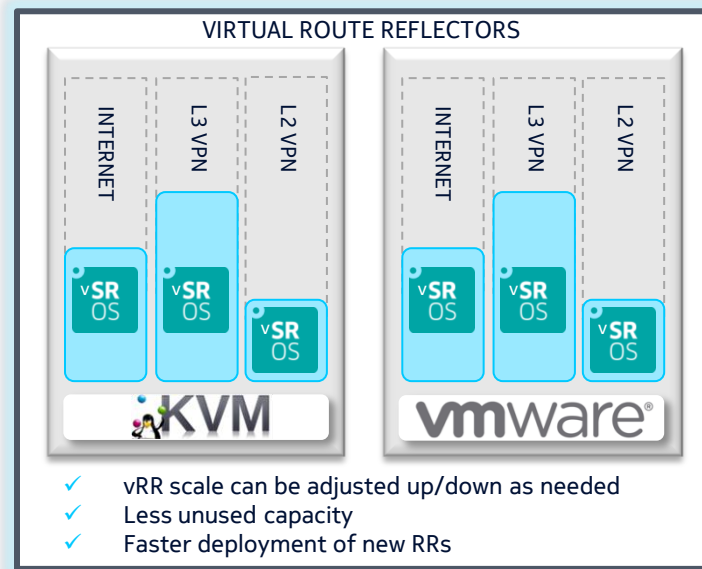 VIRTUAL ROUTE REFLECTORS
INTERNET
L3 VPN
L2 VPN
vSR
OS
vSR
OS
vSR
OS
KVM
INTERNET
L3 VPN
L2 VPN
vSR
OS
vSR
OS
vSR
OS
vmware®
✓ vRR scale can be adjusted up/down as needed
✓ Less unused capacity
✓ Faster deployment of new RRs